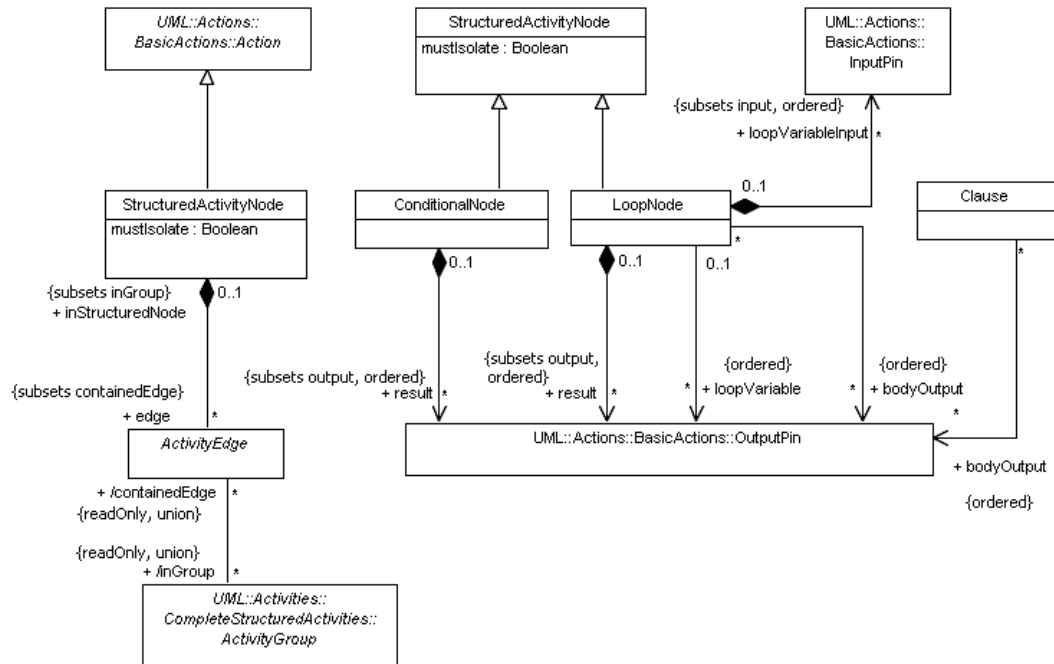 UML::Actions::
BasicActions::Action
StructuredActivityNode
mustIsolate : Boolean
UML::Actions::
BasicActions::
InputPin
{subsets input, ordered}
+ loopVariableInput
*
0..1
StructuredActivityNode
mustIsolate : Boolean
ConditionalNode
LoopNode
Clause
{subsets inGroup}
+ inStructuredNode
0..1
0..1
0..1
0..1
*
*
{subsets containedEdge}
+ edge
*
{subsets output, ordered}
+ result
*
{subsets output,
ordered}
+ result
*
{ordered}
+ loopVariable
*
{ordered}
+ bodyOutput
*
*
+ bodyOutput
{ordered}
ActivityEdge
UML::Actions::BasicActions::OutputPin
+ /containedEdge
*
{readOnly, union}
{readOnly, union}
+ /inGroup
*
UML::Activities::
CompleteStructuredActivities::
ActivityGroup